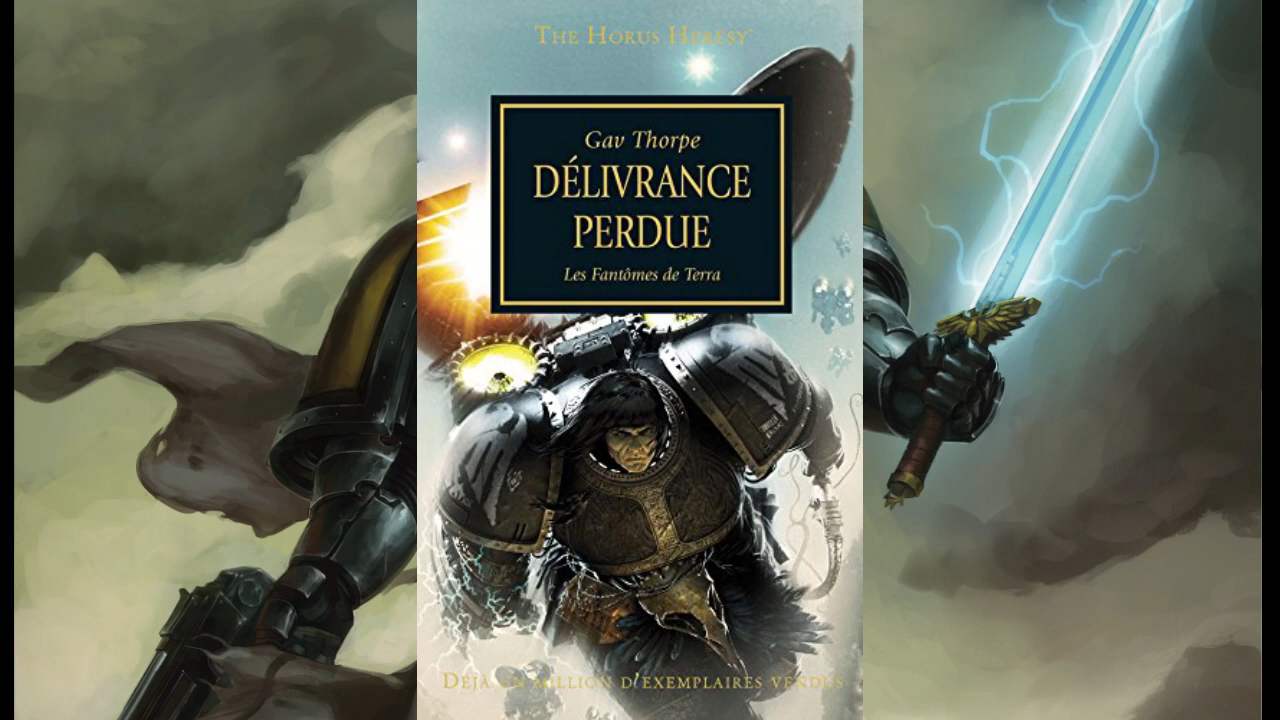 THE HORUS HERESY
Gav Thorpe
DÉLIVRANCE
PERDUE
Les Fantômes de Terra
DÉJÀ UN MILLION D'EXEMPLAIRES VENDUS